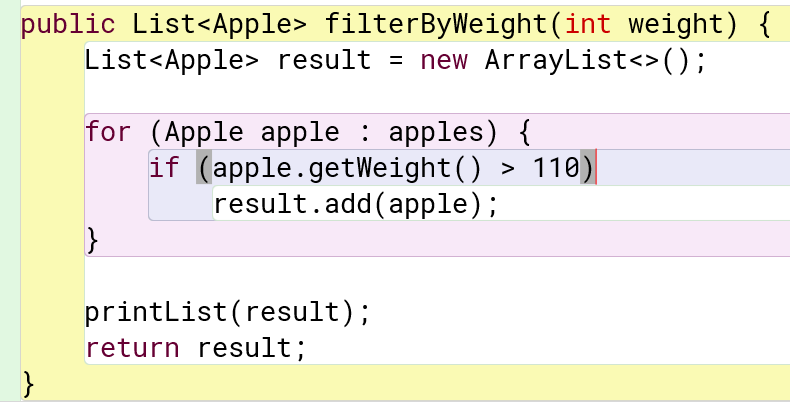 public List<Apple> filterByWeight(int weight) {
    List<Apple> result = new ArrayList<>();
    for (Apple apple : apples) {
        if (apple.getWeight() > 110)
            result.add(apple);
    }
    printList(result);
    return result;
}